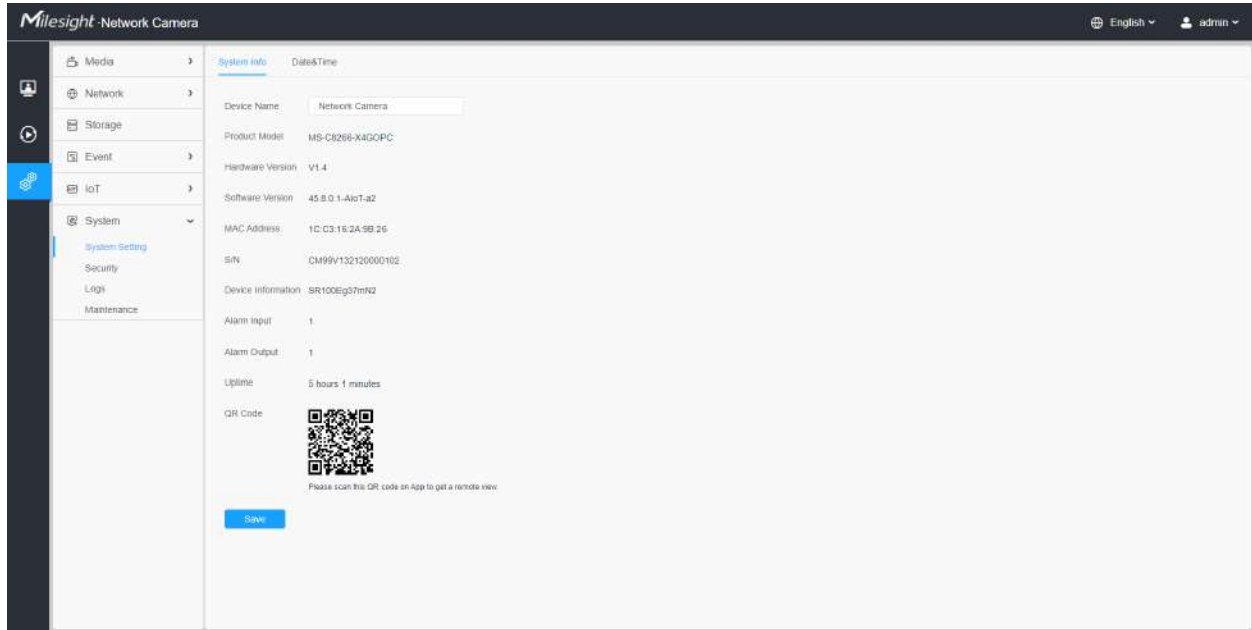 Milesight · Network Camera
English
admin
Media
Network
Storage
Event
IoT
System
System Setting
Security
Logs
Maintenance
System Info Date&Time
Device Name Network Camera
Product Model MS-C8266-X4GOPC
Hardware Version V1.4
Software Version 45.8.0.1-AIoT-a2
MAC Address 1C:C3:16:2A:9B:26
S/N CM99V132120000102
Device Information SR100Eg37mN2
Alarm Input 1
Alarm Output 1
Uptime 5 hours 1 minutes
QR Code
Please scan this QR code on App to get a remote view.
Save